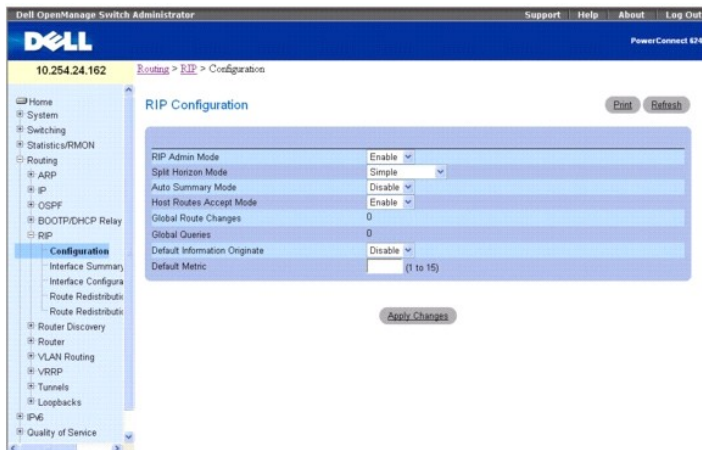 Dell OpenManage Switch Administrator
Support Help About Log Out
DELL
PowerConnect 624
10.254.24.162
Routing > RIP > Configuration
Home
System
Switching
Statistics/RMON
Routing
ARP
IP
OSPF
BOOTP/DHCP Relay
RIP
Configuration
Interface Summary
Interface Configura
Route Redistributio
Route Redistributio
Router Discovery
Router
VLAN Routing
VRRP
Tunnels
Loopbacks
IPv6
Quality of Service
RIP Configuration
Print Refresh
RIP Admin Mode Enable
Split Horizon Mode Simple
Auto Summary Mode Disable
Host Routes Accept Mode Enable
Global Route Changes 0
Global Queries 0
Default Information Originate Disable
Default Metric (1 to 15)
Apply Changes